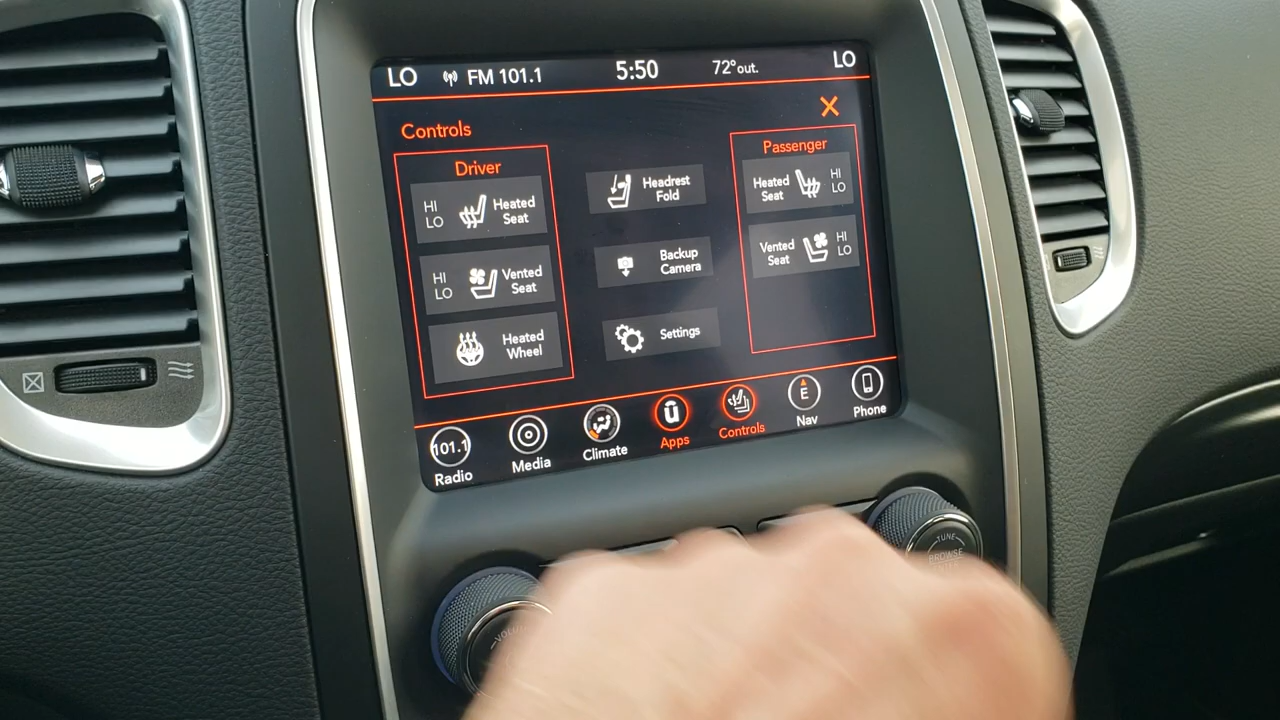 LO FM 101.1 5:50 72°out. LO
Controls
Driver
HI
LO
Heated
Seat
HI
LO
Vented
Seat
Heated
Wheel
Headrest
Fold
Backup
Camera
Settings
Passenger
Heated
Seat
HI
LO
Vented
Seat
HI
LO
101.1
Radio
Media
Climate
Apps
Controls
E
Nav
Phone
TUNE
BROWSE